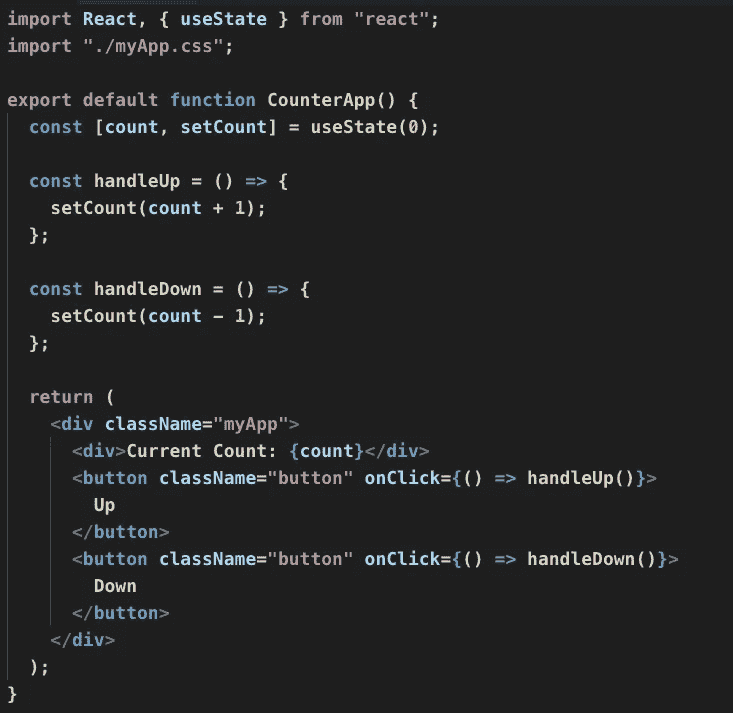 import React, { useState } from "react";
import "./myApp.css";

export default function CounterApp() {
  const [count, setCount] = useState(0);

  const handleUp = () => {
    setCount(count + 1);
  };

  const handleDown = () => {
    setCount(count - 1);
  };

  return (
    <div className="myApp">
      <div>Current Count: {count}</div>
      <button className="button" onClick={() => handleUp()}>
        Up
      </button>
      <button className="button" onClick={() => handleDown()}>
        Down
      </button>
    </div>
  );
}